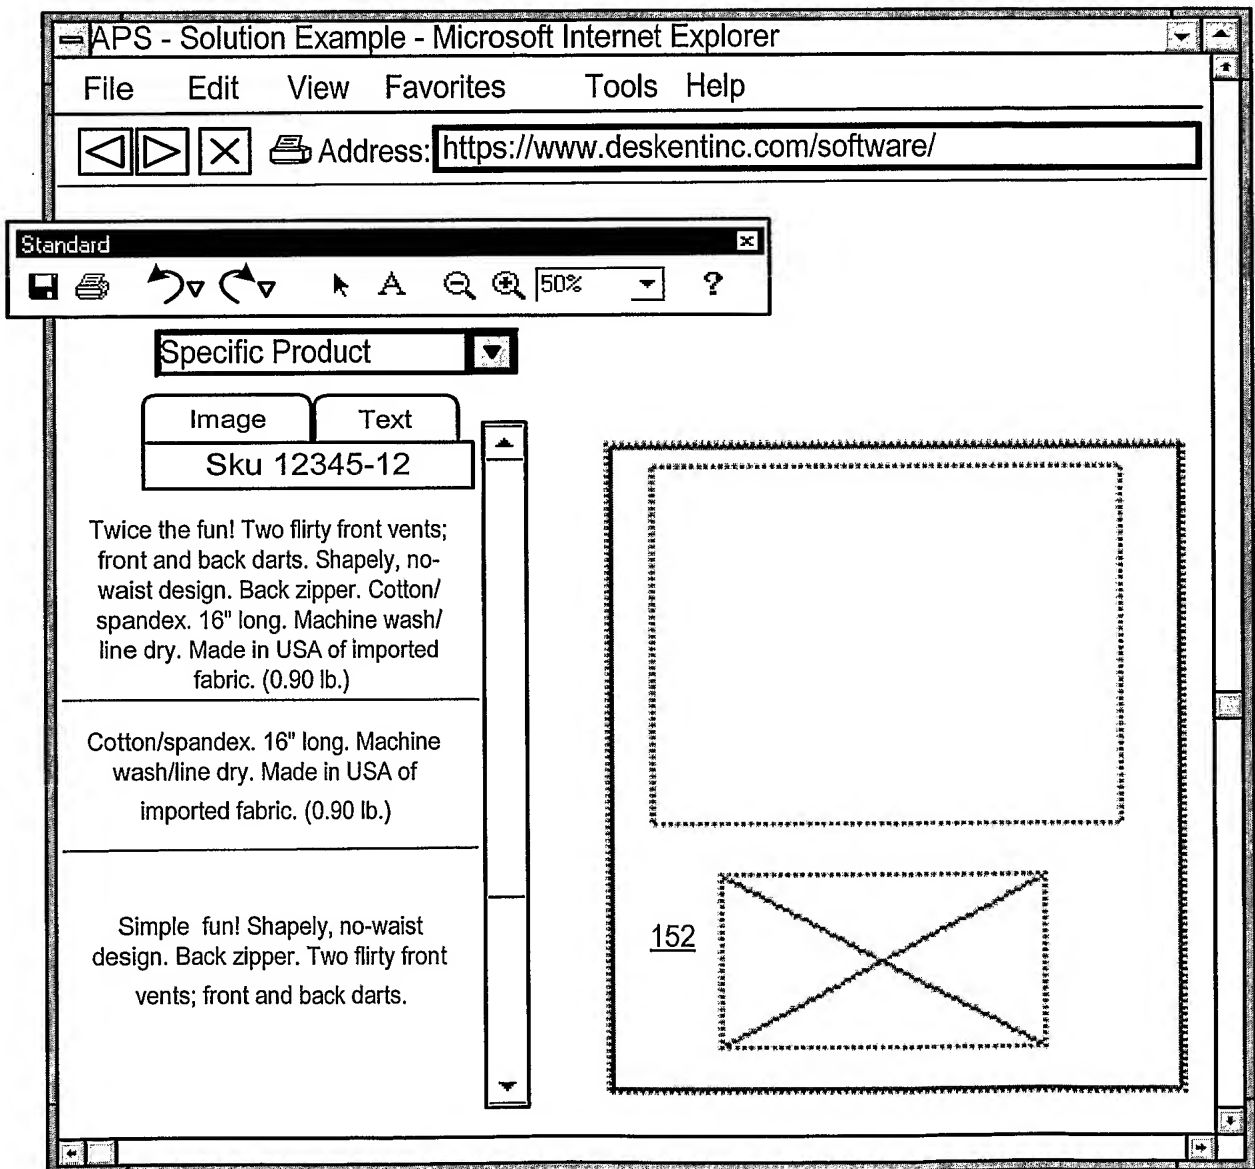 APS - Solution Example - Microsoft Internet Explorer
File Edit View Favorites Tools Help
Address: https://www.deskentinc.com/software/
Standard
A 50% ?
Specific Product
Image Text
Sku 12345-12
Twice the fun! Two flirty front vents;
front and back darts. Shapely, no-
waist design. Back zipper. Cotton/
spandex. 16" long. Machine wash/
line dry. Made in USA of imported
fabric. (0.90 lb.)
Cotton/spandex. 16" long. Machine
wash/line dry. Made in USA of
imported fabric. (0.90 lb.)
Simple fun! Shapely, no-waist
design. Back zipper. Two flirty front
vents; front and back darts.
152